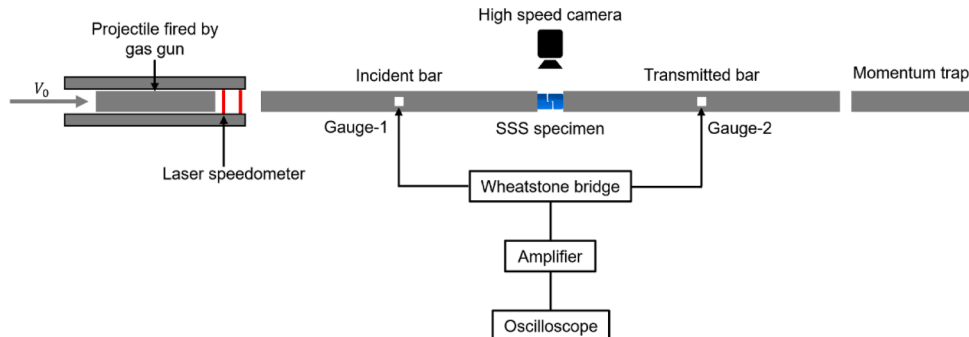 High speed camera
Projectile fired by
gas gun
V₀
Incident bar
Transmitted bar
Momentum trap
Gauge-1
SSS specimen
Gauge-2
Laser speedometer
Wheatstone bridge
Amplifier
Oscilloscope